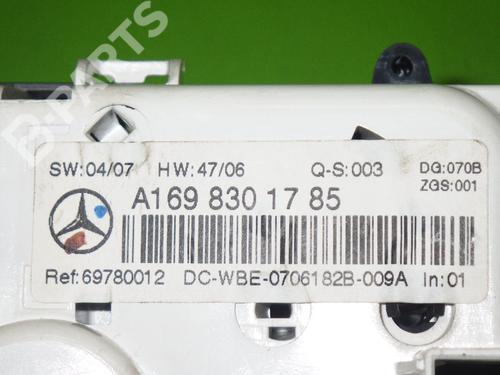 B-PARTS
SW:04/07 HW:47/06 Q-S:003 DG:070B
ZGS:001
A169 830 17 85
Ref:69780012 DC-WBE-0706182B-009A In:01